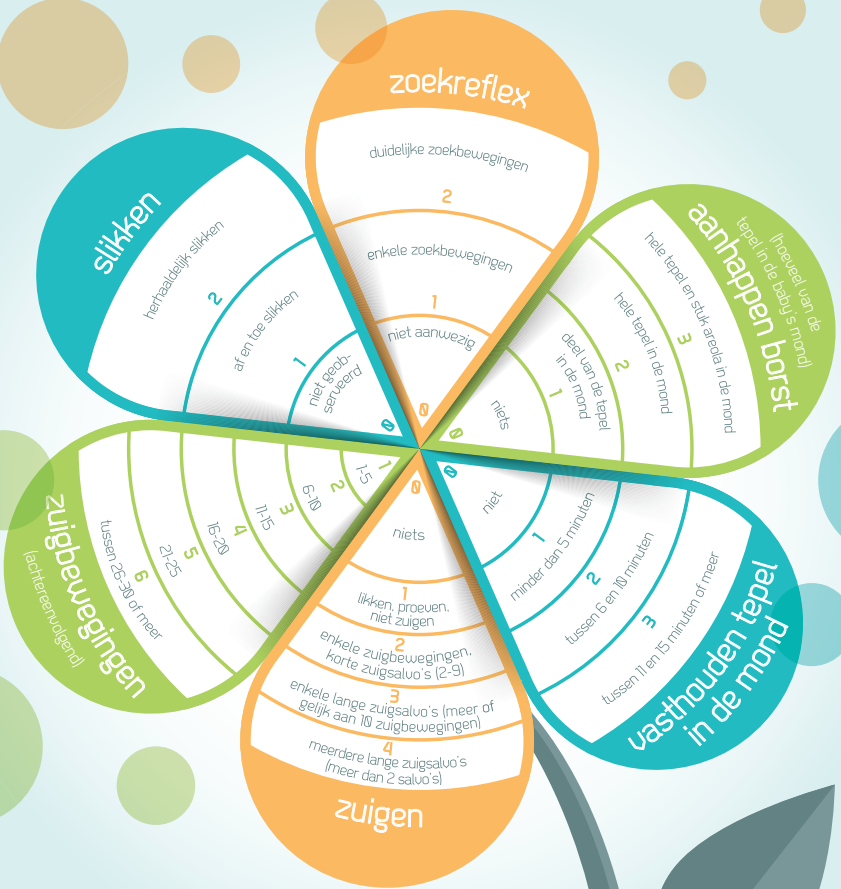 zoekreflex
duidelijke zoekbewegingen
2
enkele zoekbewegingen
1
niet aanwezig
0
aanhappen borst
(hoeveel van de
tepel in de baby's mond)
hele tepel en stuk areola in de mond
3
hele tepel in de mond
2
deel van de tepel
in de mond
1
niets
0
vasthouden tepel
in de mond
tussen 11 en 15 minuten of meer
3
tussen 6 en 10 minuten
2
minder dan 5 minuten
1
niet
0
zuigen
0
niets
1
likken, proeven,
niet zuigen
2
enkele zuigbewegingen,
korte zuigsalvo's (2-9)
3
enkele lange zuigsalvo's (meer of
gelijk aan 10 zuigbewegingen)
4
meerdere lange zuigsalvo's
(meer dan 2 salvo's)
zuigbewegingen
(achtereenvolgend)
tussen 26-30 of meer
6
21-25
5
16-20
4
11-15
3
6-10
2
1-5
1
slikken
herhaaldelijk slikken
2
af en toe slikken
1
niet geob-
serveerd
0